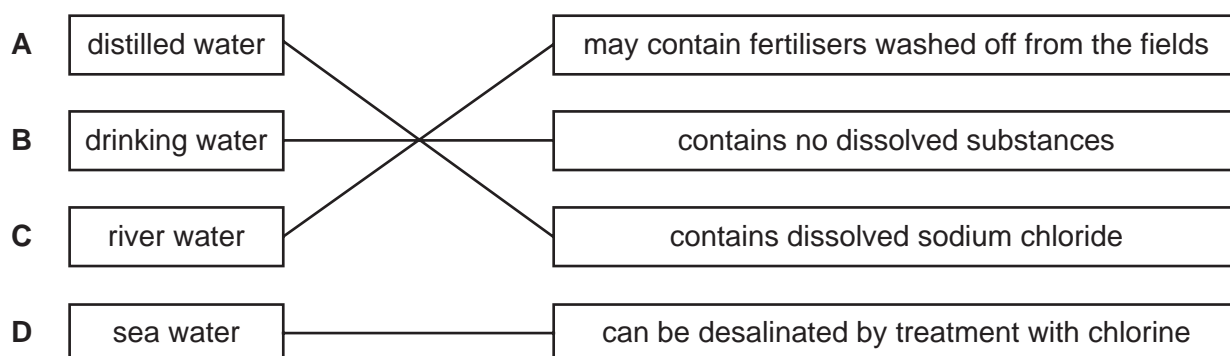 A distilled water may contain fertilisers washed off from the fields
B drinking water contains no dissolved substances
C river water contains dissolved sodium chloride
D sea water can be desalinated by treatment with chlorine